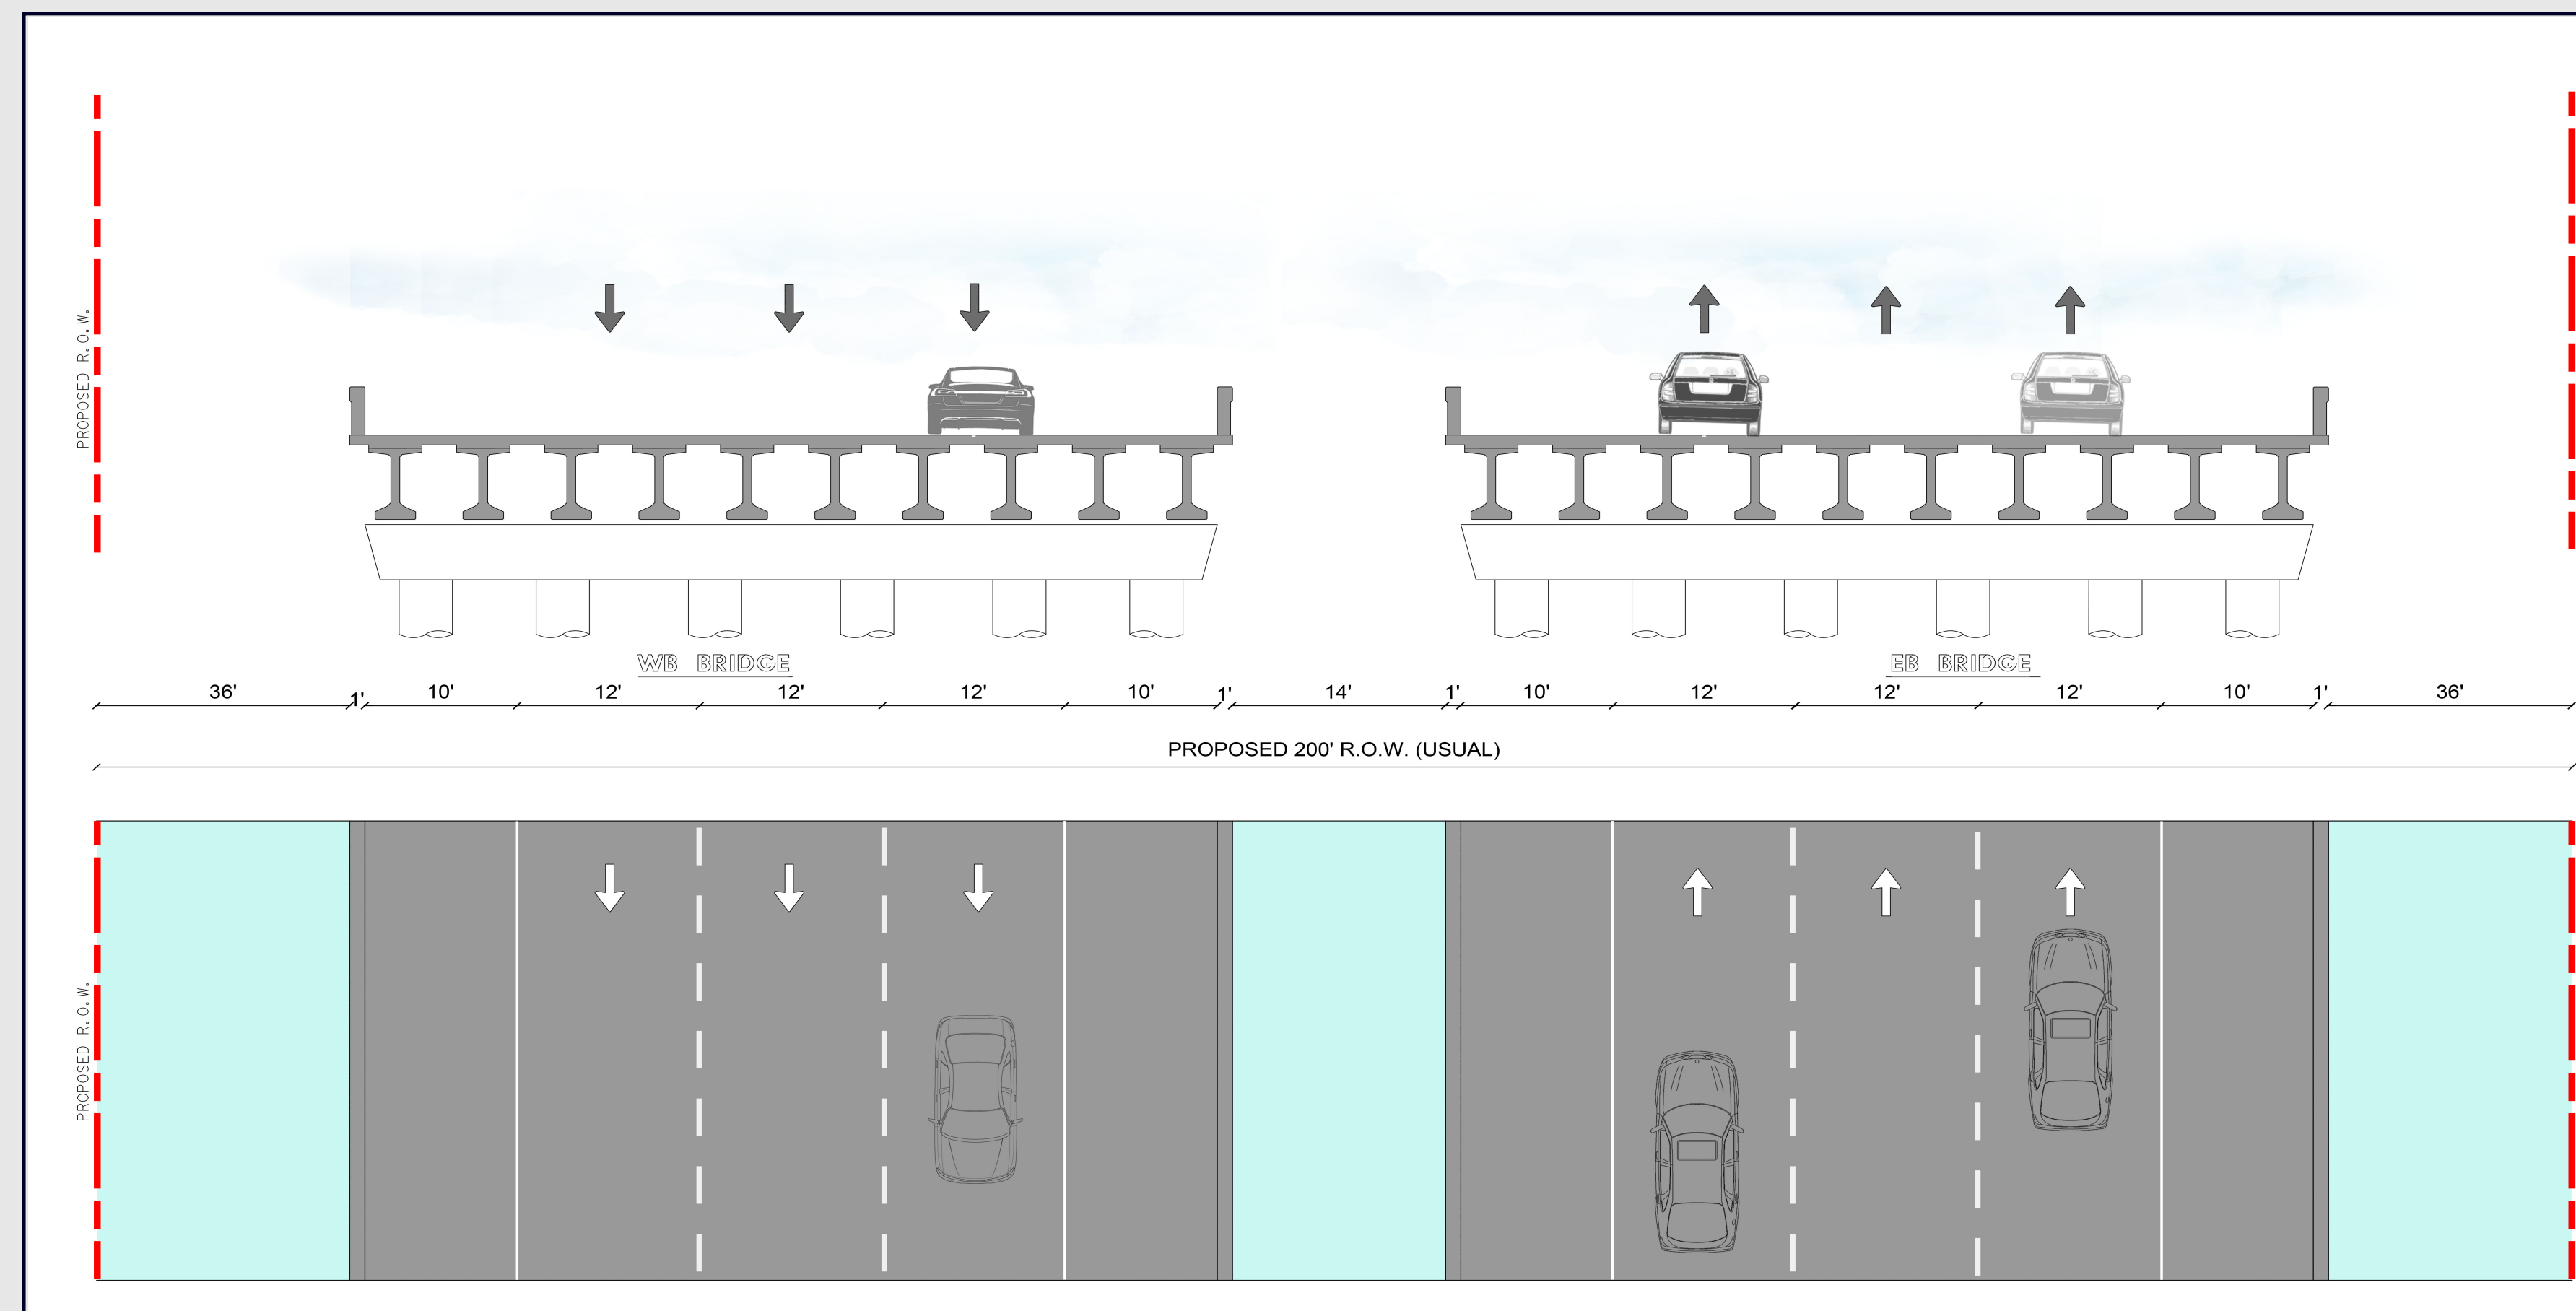 PROPOSED R.O.W.
WB BRIDGE
EB BRIDGE
36' 1' 10' 12' 12' 12' 10' 1' 14' 1' 10' 12' 12' 12' 10' 1' 36'
PROPOSED 200' R.O.W. (USUAL)
PROPOSED R.O.W.